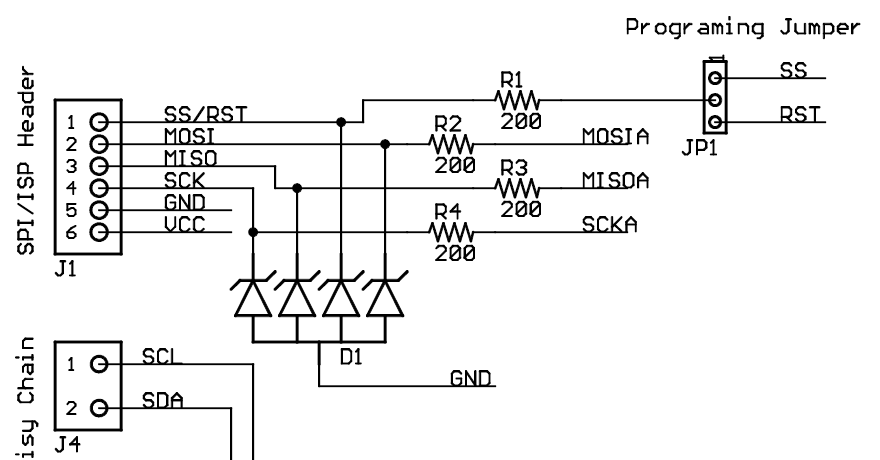 Programing Jumper
SPI/ISP Header
1 SS/RST
2 MOSI
3 MISO
4 SCK
5 GND
6 VCC
J1
R1
200
R2
200
R3
200
R4
200
MOSIA
MISOA
SCKA
1
SS
RST
JP1
D1
GND
isy Chain
1 SCL
2 SDA
J4